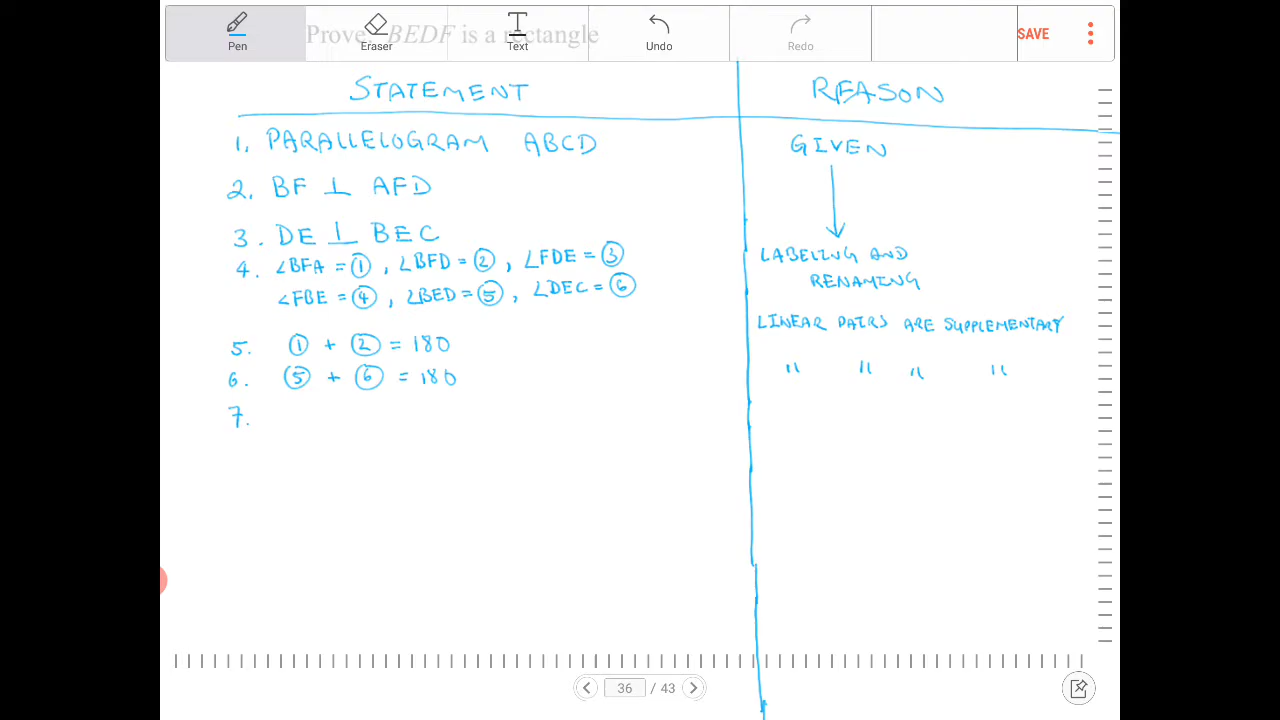 Prove: BEDF is a rectangle
Pen
Eraser
Text
Undo
Redo
SAVE
STATEMENT
REASON
1. PARALLELOGRAM ABCD
GIVEN
2. BF ⊥ AFD
3. DE ⊥ BEC
4. ∠BFA = ①, ∠BFD = ②, ∠FDE = ③
LABELING AND
RENAMING
∠FBE = ④, ∠BED = ⑤, ∠DEC = ⑥
LINEAR PAIRS ARE SUPPLEMENTARY
5. ① + ② = 180
6. ⑤ + ⑥ = 180
" " " "
7.
36 / 43